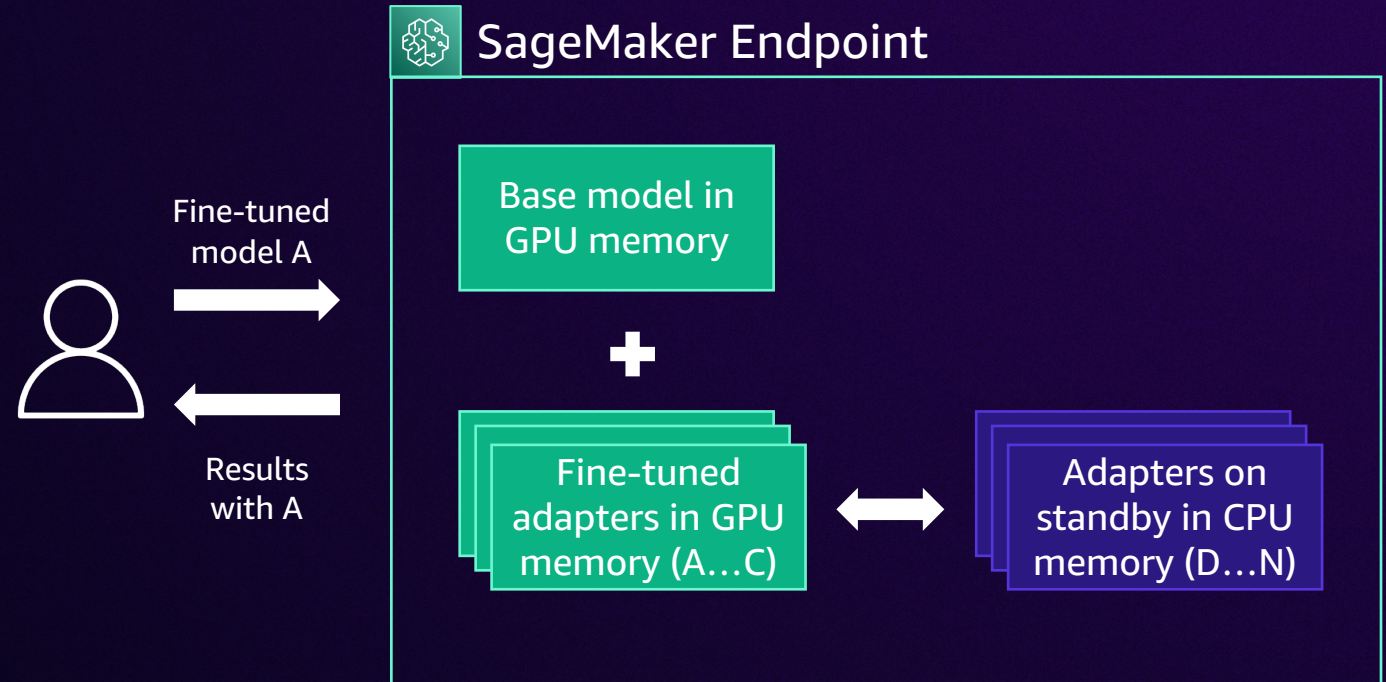 SageMaker Endpoint
Fine-tuned
model A
Results
with A
Base model in
GPU memory
Fine-tuned
adapters in GPU
memory (A...C)
Adapters on
standby in CPU
memory (D...N)